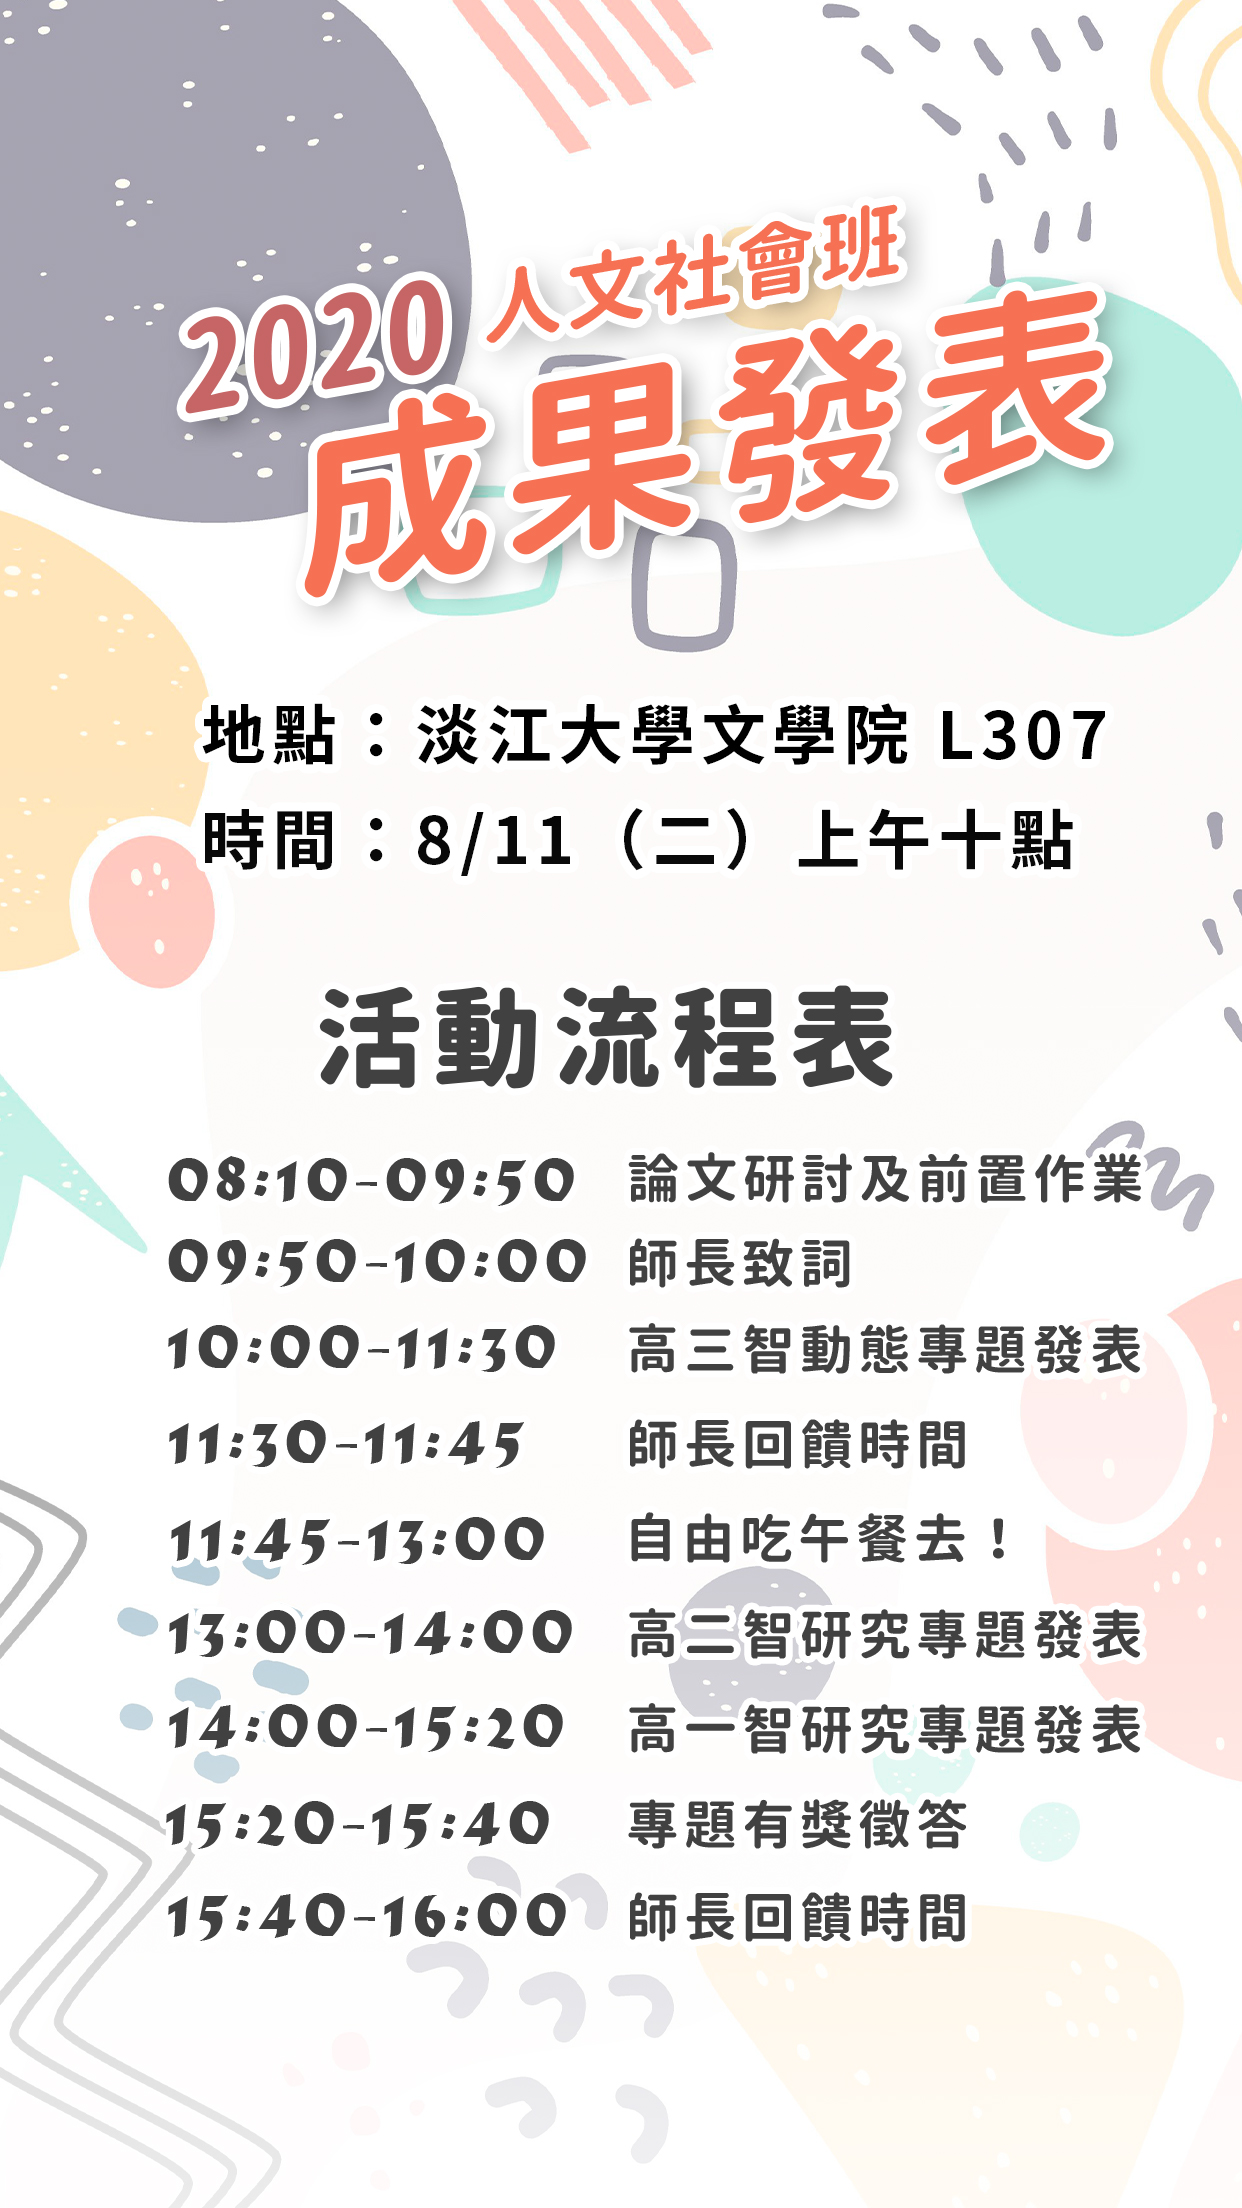 2020 人文社會班
成果發表
地點：淡江大學文學院 L307
時間：8/11（二）上午十點
活動流程表
08:10-09:50 論文研討及前置作業
09:50-10:00 師長致詞
10:00-11:30 高三智動態專題發表
11:30-11:45 師長回饋時間
11:45-13:00 自由吃午餐去！
13:00-14:00 高二智研究專題發表
14:00-15:20 高一智研究專題發表
15:20-15:40 專題有獎徵答
15:40-16:00 師長回饋時間